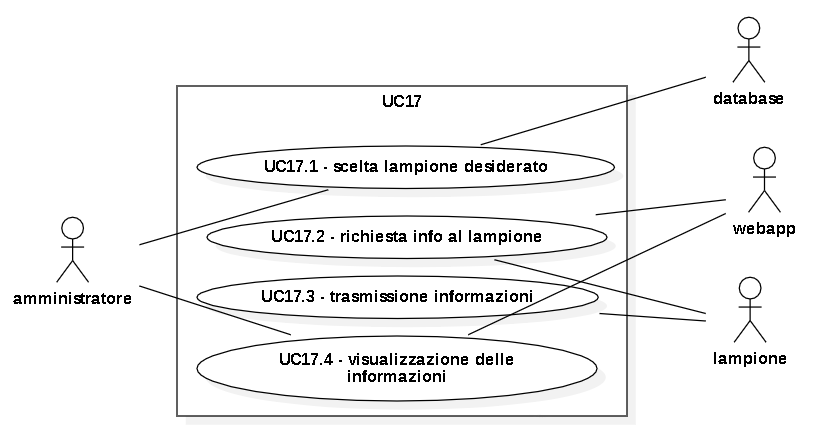 UC17
database
UC17.1 - scelta lampione desiderato
webapp
UC17.2 - richiesta info al lampione
amministratore
UC17.3 - trasmissione informazioni
lampione
UC17.4 - visualizzazione delle
informazioni